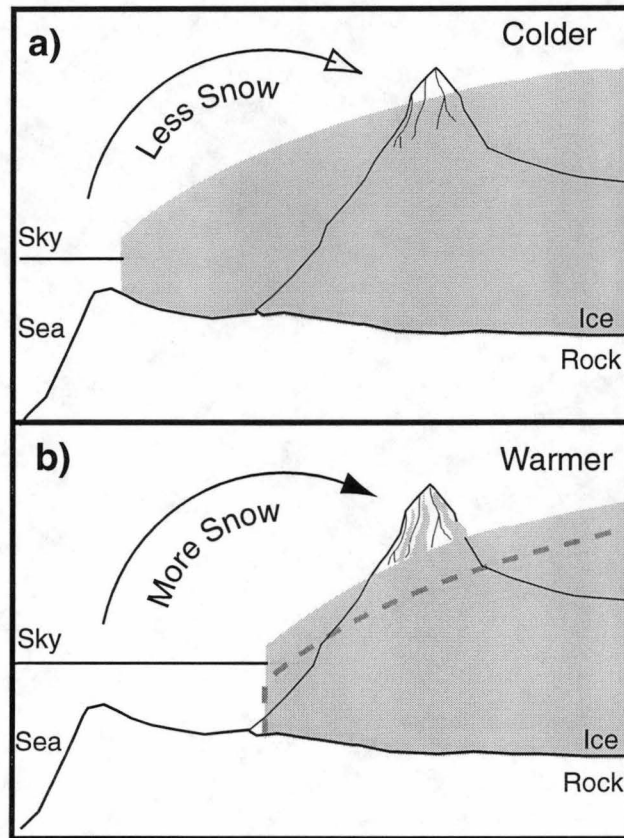 a)
Colder
Less Snow
Sky
Sea
Ice
Rock
b)
Warmer
More Snow
Sky
Sea
Ice
Rock